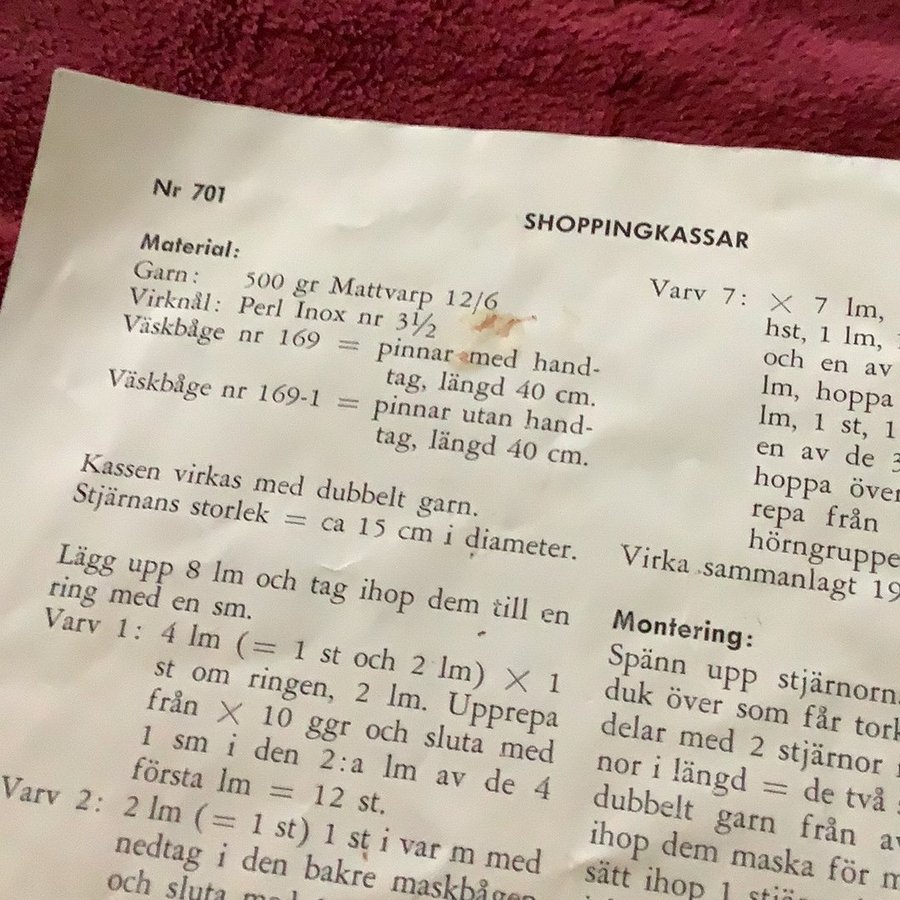 Nr 701
SHOPPINGKASSAR
Material:
Garn: 500 gr Mattvarp 12/6
Virknål: Perl Inox nr 3½
Väskbåge nr 169 = pinnar med hand-
tag, längd 40 cm.
Väskbåge nr 169-1 = pinnar utan hand-
tag, längd 40 cm.
Kassen virkas med dubbelt garn.
Stjärnans storlek = ca 15 cm i diameter.
Lägg upp 8 lm och tag ihop dem till en
ring med en sm.
Varv 1: 4 lm (= 1 st och 2 lm) × 1
st om ringen, 2 lm. Upprepa
från × 10 ggr och sluta med
1 sm i den 2:a lm av de 4
första lm = 12 st.
Varv 2: 2 lm (= 1 st) 1 st i var m med
nedtag i den bakre maskbågen
och sluta med
Varv 7: × 7 lm,
hst, 1 lm,
och en av
lm, hoppa
lm, 1 st, 1
en av de 3
hoppa över
repa från
hörngruppe
Virka sammanlagt 19
Montering:
Spänn upp stjärnorn
duk över som får tork
delar med 2 stjärnor
nor i längd = de två
dubbelt garn från av
ihop dem maska för m
sätt ihop 1 stjär